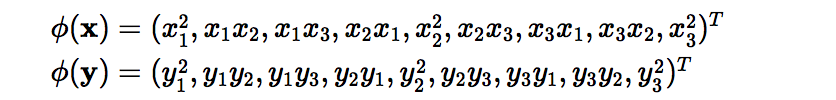 ϕ(𝐱) = (x₁², x₁x₂, x₁x₃, x₂x₁, x₂², x₂x₃, x₃x₁, x₃x₂, x₃²)ᵀ
ϕ(𝐲) = (y₁², y₁y₂, y₁y₃, y₂y₁, y₂², y₂y₃, y₃y₁, y₃y₂, y₃²)ᵀ